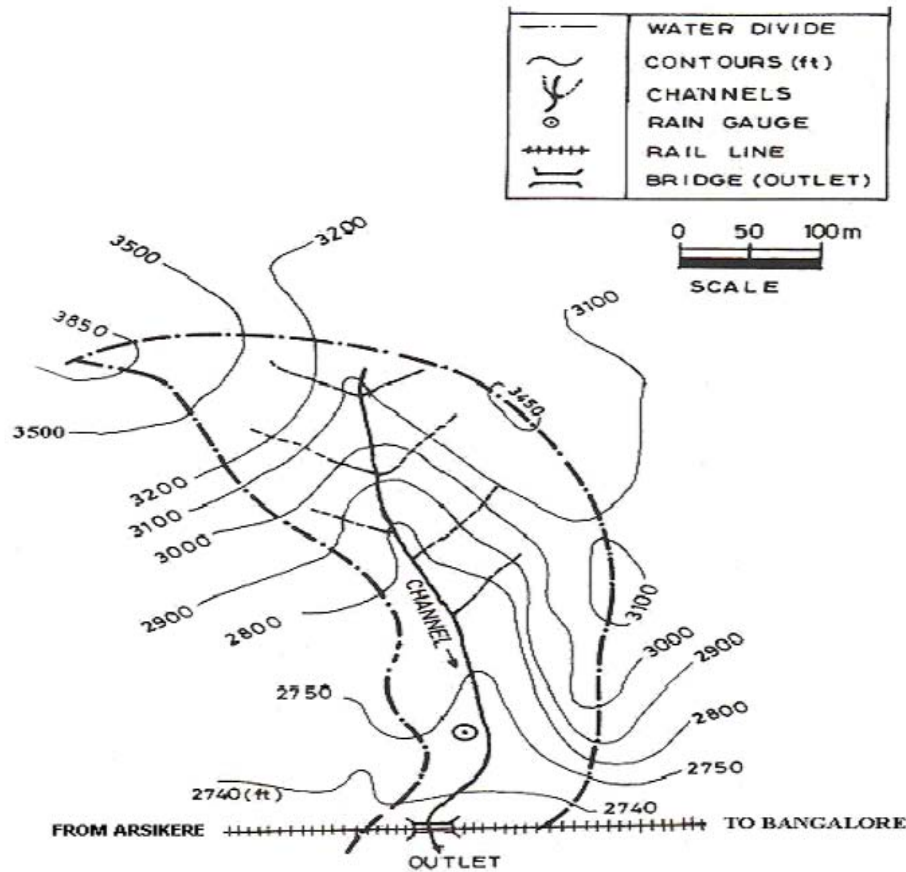 WATER DIVIDE
CONTOURS (ft)
CHANNELS
RAIN GAUGE
RAIL LINE
BRIDGE (OUTLET)
0 50 100 m
SCALE
3200
3500
3850
3100
3450
3500
3200
3100
3000
2900
2800
CHANNEL
3100
3000
2900
2800
2750
2750
2740 (ft)
2740
FROM ARSIKERE
TO BANGALORE
OUTLET